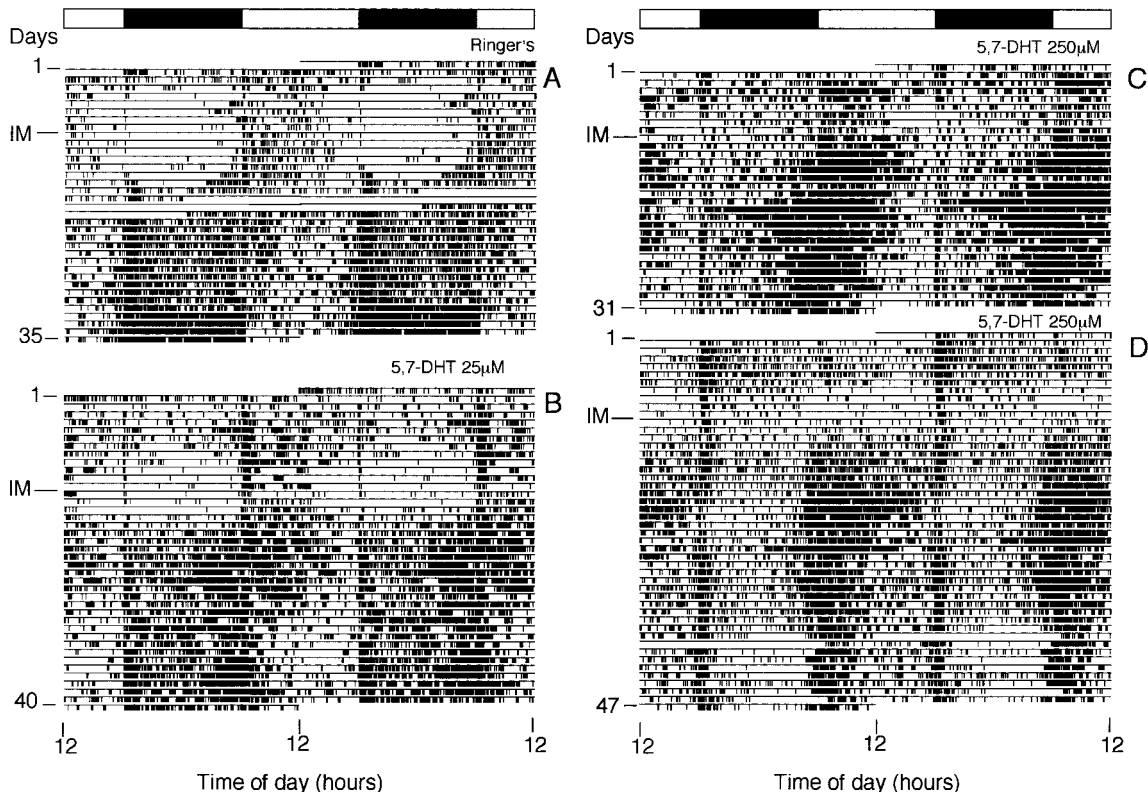 Days
Ringer's
1
A
IM
35
5,7-DHT 25µM
1
B
IM
40
12
12
12
Time of day (hours)
Days
5,7-DHT 250µM
1
C
IM
31
5,7-DHT 250µM
1
D
IM
47
12
12
12
Time of day (hours)